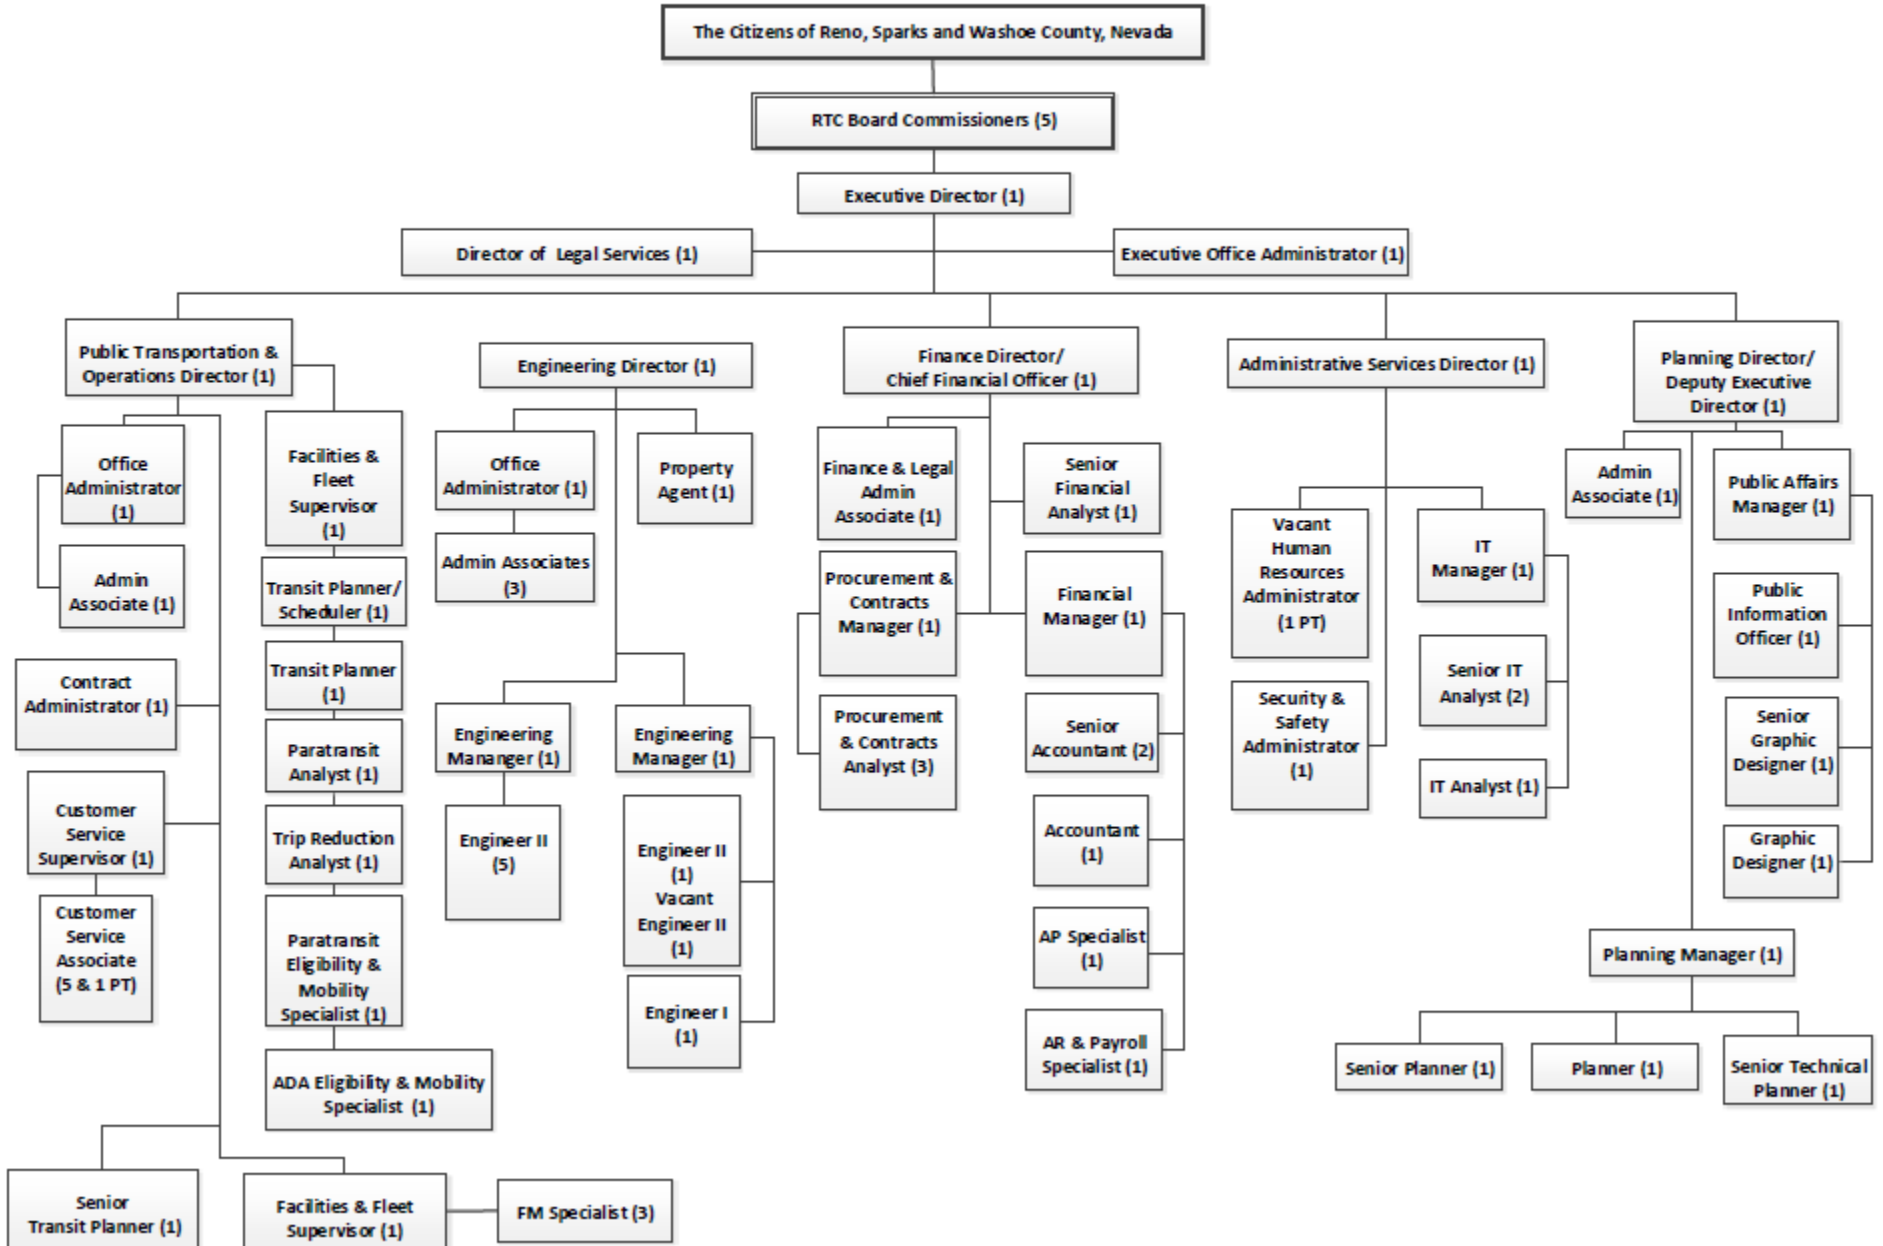 The Citizens of Reno, Sparks and Washoe County, Nevada
RTC Board Commissioners (5)
Executive Director (1)
Director of Legal Services (1)
Executive Office Administrator (1)
Public Transportation &
Operations Director (1)
Engineering Director (1)
Finance Director/
Chief Financial Officer (1)
Administrative Services Director (1)
Planning Director/
Deputy Executive
Director (1)
Office
Administrator
(1)
Admin
Associate (1)
Contract
Administrator (1)
Customer
Service
Supervisor (1)
Customer
Service
Associate
(5 & 1 PT)
Facilities &
Fleet
Supervisor
(1)
Transit Planner/
Scheduler (1)
Transit Planner
(1)
Paratransit
Analyst (1)
Trip Reduction
Analyst (1)
Paratransit
Eligibility &
Mobility
Specialist (1)
ADA Eligibility & Mobility
Specialist (1)
Senior
Transit Planner (1)
Facilities & Fleet
Supervisor (1)
FM Specialist (3)
Office
Administrator (1)
Property
Agent (1)
Admin Associates
(3)
Engineering
Mananger (1)
Engineering
Manager (1)
Engineer II
(5)
Engineer II
(1)
Vacant
Engineer II
(1)
Engineer I
(1)
Finance & Legal
Admin
Associate (1)
Senior
Financial
Analyst (1)
Procurement &
Contracts
Manager (1)
Financial
Manager (1)
Procurement
& Contracts
Analyst (3)
Senior
Accountant (2)
Accountant
(1)
AP Specialist
(1)
AR & Payroll
Specialist (1)
Vacant
Human
Resources
Administrator
(1 PT)
IT
Manager (1)
Security &
Safety
Administrator
(1)
Senior IT
Analyst (2)
IT Analyst (1)
Admin
Associate (1)
Public Affairs
Manager (1)
Public
Information
Officer (1)
Senior
Graphic
Designer (1)
Graphic
Designer (1)
Planning Manager (1)
Senior Planner (1)
Planner (1)
Senior Technical
Planner (1)